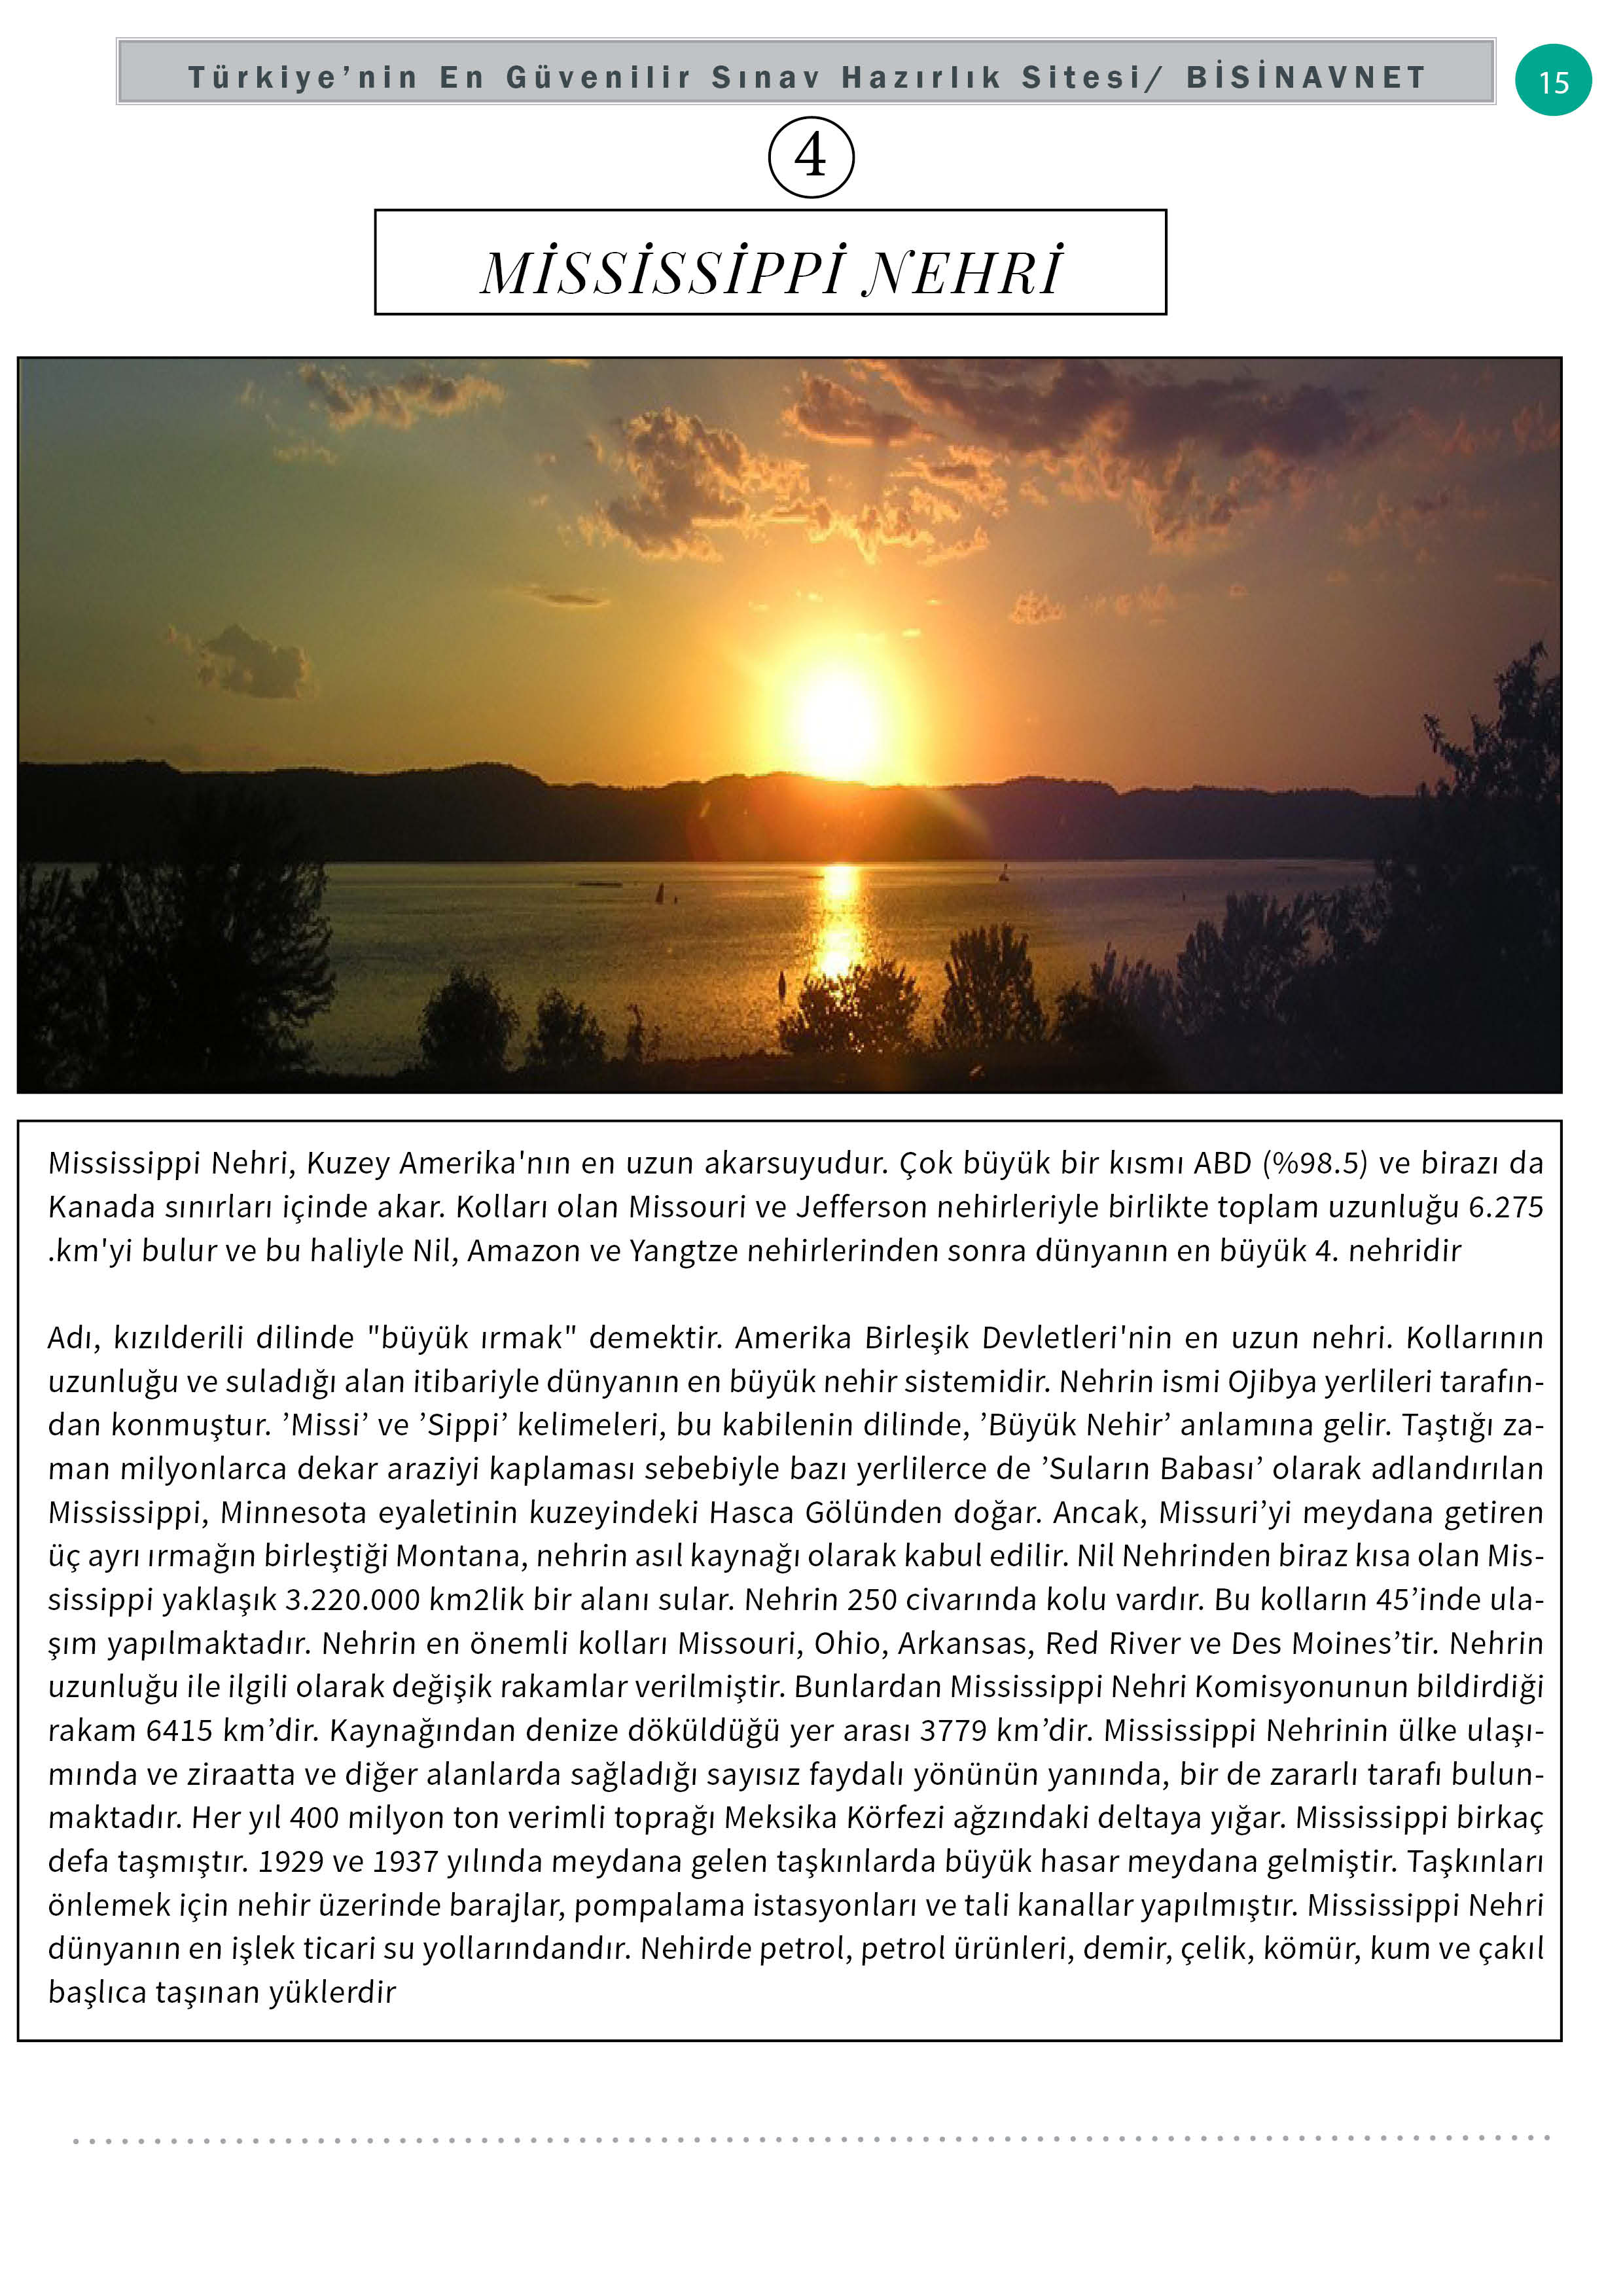 Türkiye’nin En Güvenilir Sınav Hazırlık Sitesi/ BİSİNAVNET
15
4
MİSSİSSİPPİ NEHRİ
Mississippi Nehri, Kuzey Amerika'nın en uzun akarsuyudur. Çok büyük bir kısmı ABD (%98.5) ve birazı da
Kanada sınırları içinde akar. Kolları olan Missouri ve Jefferson nehirleriyle birlikte toplam uzunluğu 6.275
.km'yi bulur ve bu haliyle Nil, Amazon ve Yangtze nehirlerinden sonra dünyanın en büyük 4. nehridir
Adı, kızılderili dilinde "büyük ırmak" demektir. Amerika Birleşik Devletleri'nin en uzun nehri. Kollarının
uzunluğu ve suladığı alan itibariyle dünyanın en büyük nehir sistemidir. Nehrin ismi Ojibya yerlileri tarafın-
dan konmuştur. ’Missi’ ve ’Sippi’ kelimeleri, bu kabilenin dilinde, ’Büyük Nehir’ anlamına gelir. Taştığı za-
man milyonlarca dekar araziyi kaplaması sebebiyle bazı yerlilerce de ’Suların Babası’ olarak adlandırılan
Mississippi, Minnesota eyaletinin kuzeyindeki Hasca Gölünden doğar. Ancak, Missuri’yi meydana getiren
üç ayrı ırmağın birleştiği Montana, nehrin asıl kaynağı olarak kabul edilir. Nil Nehrinden biraz kısa olan Mis-
sissippi yaklaşık 3.220.000 km2lik bir alanı sular. Nehrin 250 civarında kolu vardır. Bu kolların 45’inde ula-
şım yapılmaktadır. Nehrin en önemli kolları Missouri, Ohio, Arkansas, Red River ve Des Moines’tir. Nehrin
uzunluğu ile ilgili olarak değişik rakamlar verilmiştir. Bunlardan Mississippi Nehri Komisyonunun bildirdiği
rakam 6415 km’dir. Kaynağından denize döküldüğü yer arası 3779 km’dir. Mississippi Nehrinin ülke ulaşı-
mında ve ziraatta ve diğer alanlarda sağladığı sayısız faydalı yönünün yanında, bir de zararlı tarafı bulun-
maktadır. Her yıl 400 milyon ton verimli toprağı Meksika Körfezi ağzındaki deltaya yığar. Mississippi birkaç
defa taşmıştır. 1929 ve 1937 yılında meydana gelen taşkınlarda büyük hasar meydana gelmiştir. Taşkınları
önlemek için nehir üzerinde barajlar, pompalama istasyonları ve tali kanallar yapılmıştır. Mississippi Nehri
dünyanın en işlek ticari su yollarındandır. Nehirde petrol, petrol ürünleri, demir, çelik, kömür, kum ve çakıl
başlıca taşınan yüklerdir